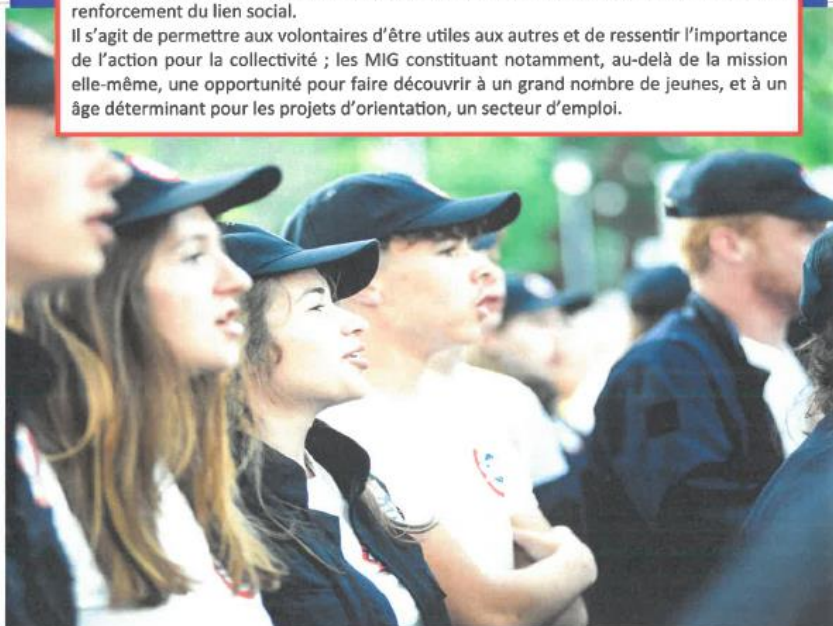 renforcement du lien social.
Il s’agit de permettre aux volontaires d’être utiles aux autres et de ressentir l’importance
de l’action pour la collectivité ; les MIG constituant notamment, au-delà de la mission
elle-même, une opportunité pour faire découvrir à un grand nombre de jeunes, et à un
âge déterminant pour les projets d’orientation, un secteur d’emploi.